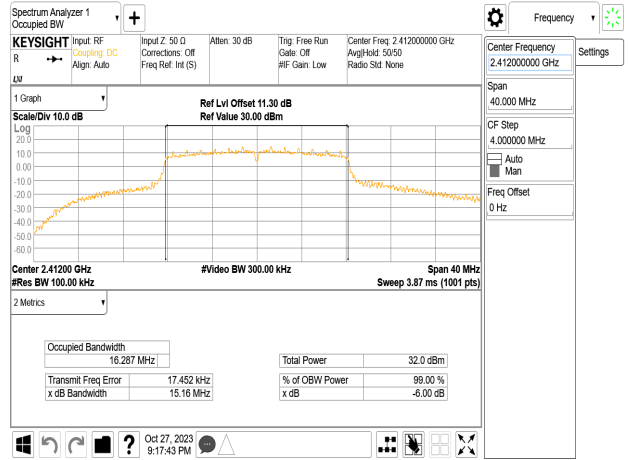 Spectrum Analyzer 1
Occupied BW
Frequency
KEYSIGHT
R
Input: RF
Coupling: DC
Align: Auto
Input Z: 50 Ω
Corrections: Off
Freq Ref: Int (S)
Atten: 30 dB
Trig: Free Run
Gate: Off
#IF Gain: Low
Center Freq: 2.412000000 GHz
Avg|Hold: 50/50
Radio Std: None
Center Frequency
2.412000000 GHz
Settings
Span
40.000 MHz
CF Step
4.000000 MHz
Auto
Man
Freq Offset
0 Hz
1 Graph
Scale/Div 10.0 dB
Ref Lvl Offset 11.30 dB
Ref Value 30.00 dBm
Log
20.0
10.0
0.00
-10.0
-20.0
-30.0
-40.0
-50.0
-60.0
Center 2.41200 GHz
#Video BW 300.00 kHz
Span 40 MHz
#Res BW 100.00 kHz
Sweep 3.87 ms (1001 pts)
2 Metrics
Occupied Bandwidth
16.287 MHz
Total Power 32.0 dBm
Transmit Freq Error 17.452 kHz
% of OBW Power 99.00 %
x dB Bandwidth 15.16 MHz
x dB -6.00 dB
?
Oct 27, 2023
9:17:43 PM